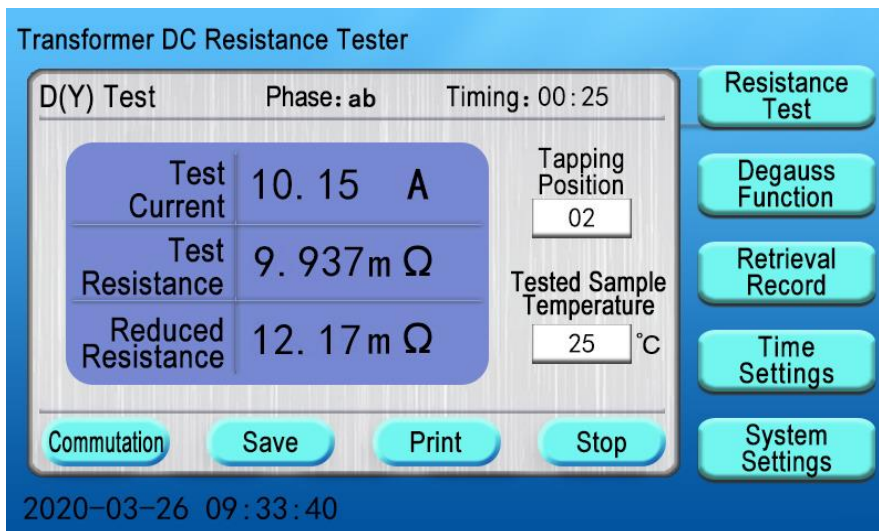 Transformer DC Resistance Tester
D(Y) Test Phase: ab Timing: 00:25
Test
Current
10.15 A
Test
Resistance
9.937mΩ
Reduced
Resistance
12.17mΩ
Tapping
Position
02
Tested Sample
Temperature
25 °C
Commutation Save Print Stop
Resistance
Test
Degauss
Function
Retrieval
Record
Time
Settings
System
Settings
2020-03-26 09:33:40